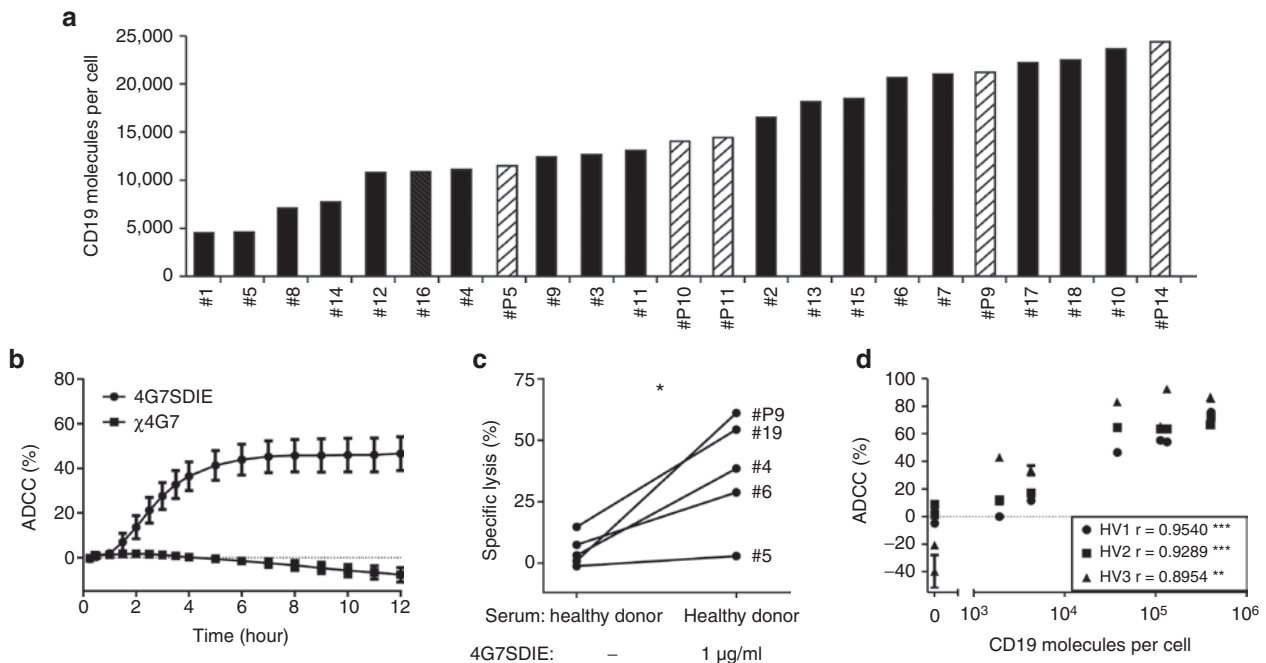 a
CD19 molecules per cell
25,000
20,000
15,000
10,000
5,000
0
#1 #5 #8 #14 #12 #16 #4 #P5 #9 #3 #11 #P10 #P11 #2 #13 #15 #6 #7 #P9 #17 #18 #10 #P14
b
ADCC (%)
80
60
40
20
0
4G7SDIE
χ4G7
0 2 4 6 8 10 12
Time (hour)
c
Specific lysis (%)
75
50
25
0
*
#P9
#19
#4
#6
#5
Serum: healthy donor Healthy donor
4G7SDIE: – 1 µg/ml
d
ADCC (%)
100
80
60
40
20
0
−20
−40
HV1 r = 0.9540 ***
HV2 r = 0.9289 ***
HV3 r = 0.8954 **
0 10³ 10⁴ 10⁵ 10⁶
CD19 molecules per cell